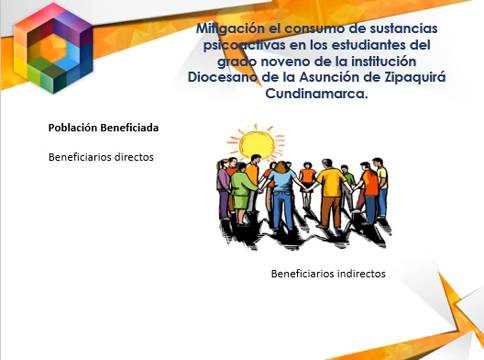 Mitigación el consumo de sustancias
psicoactivas en los estudiantes del
grado noveno de la institución
Diocesano de la Asunción de Zipaquirá
Cundinamarca.
Población Beneficiada
Beneficiarios directos
Beneficiarios indirectos